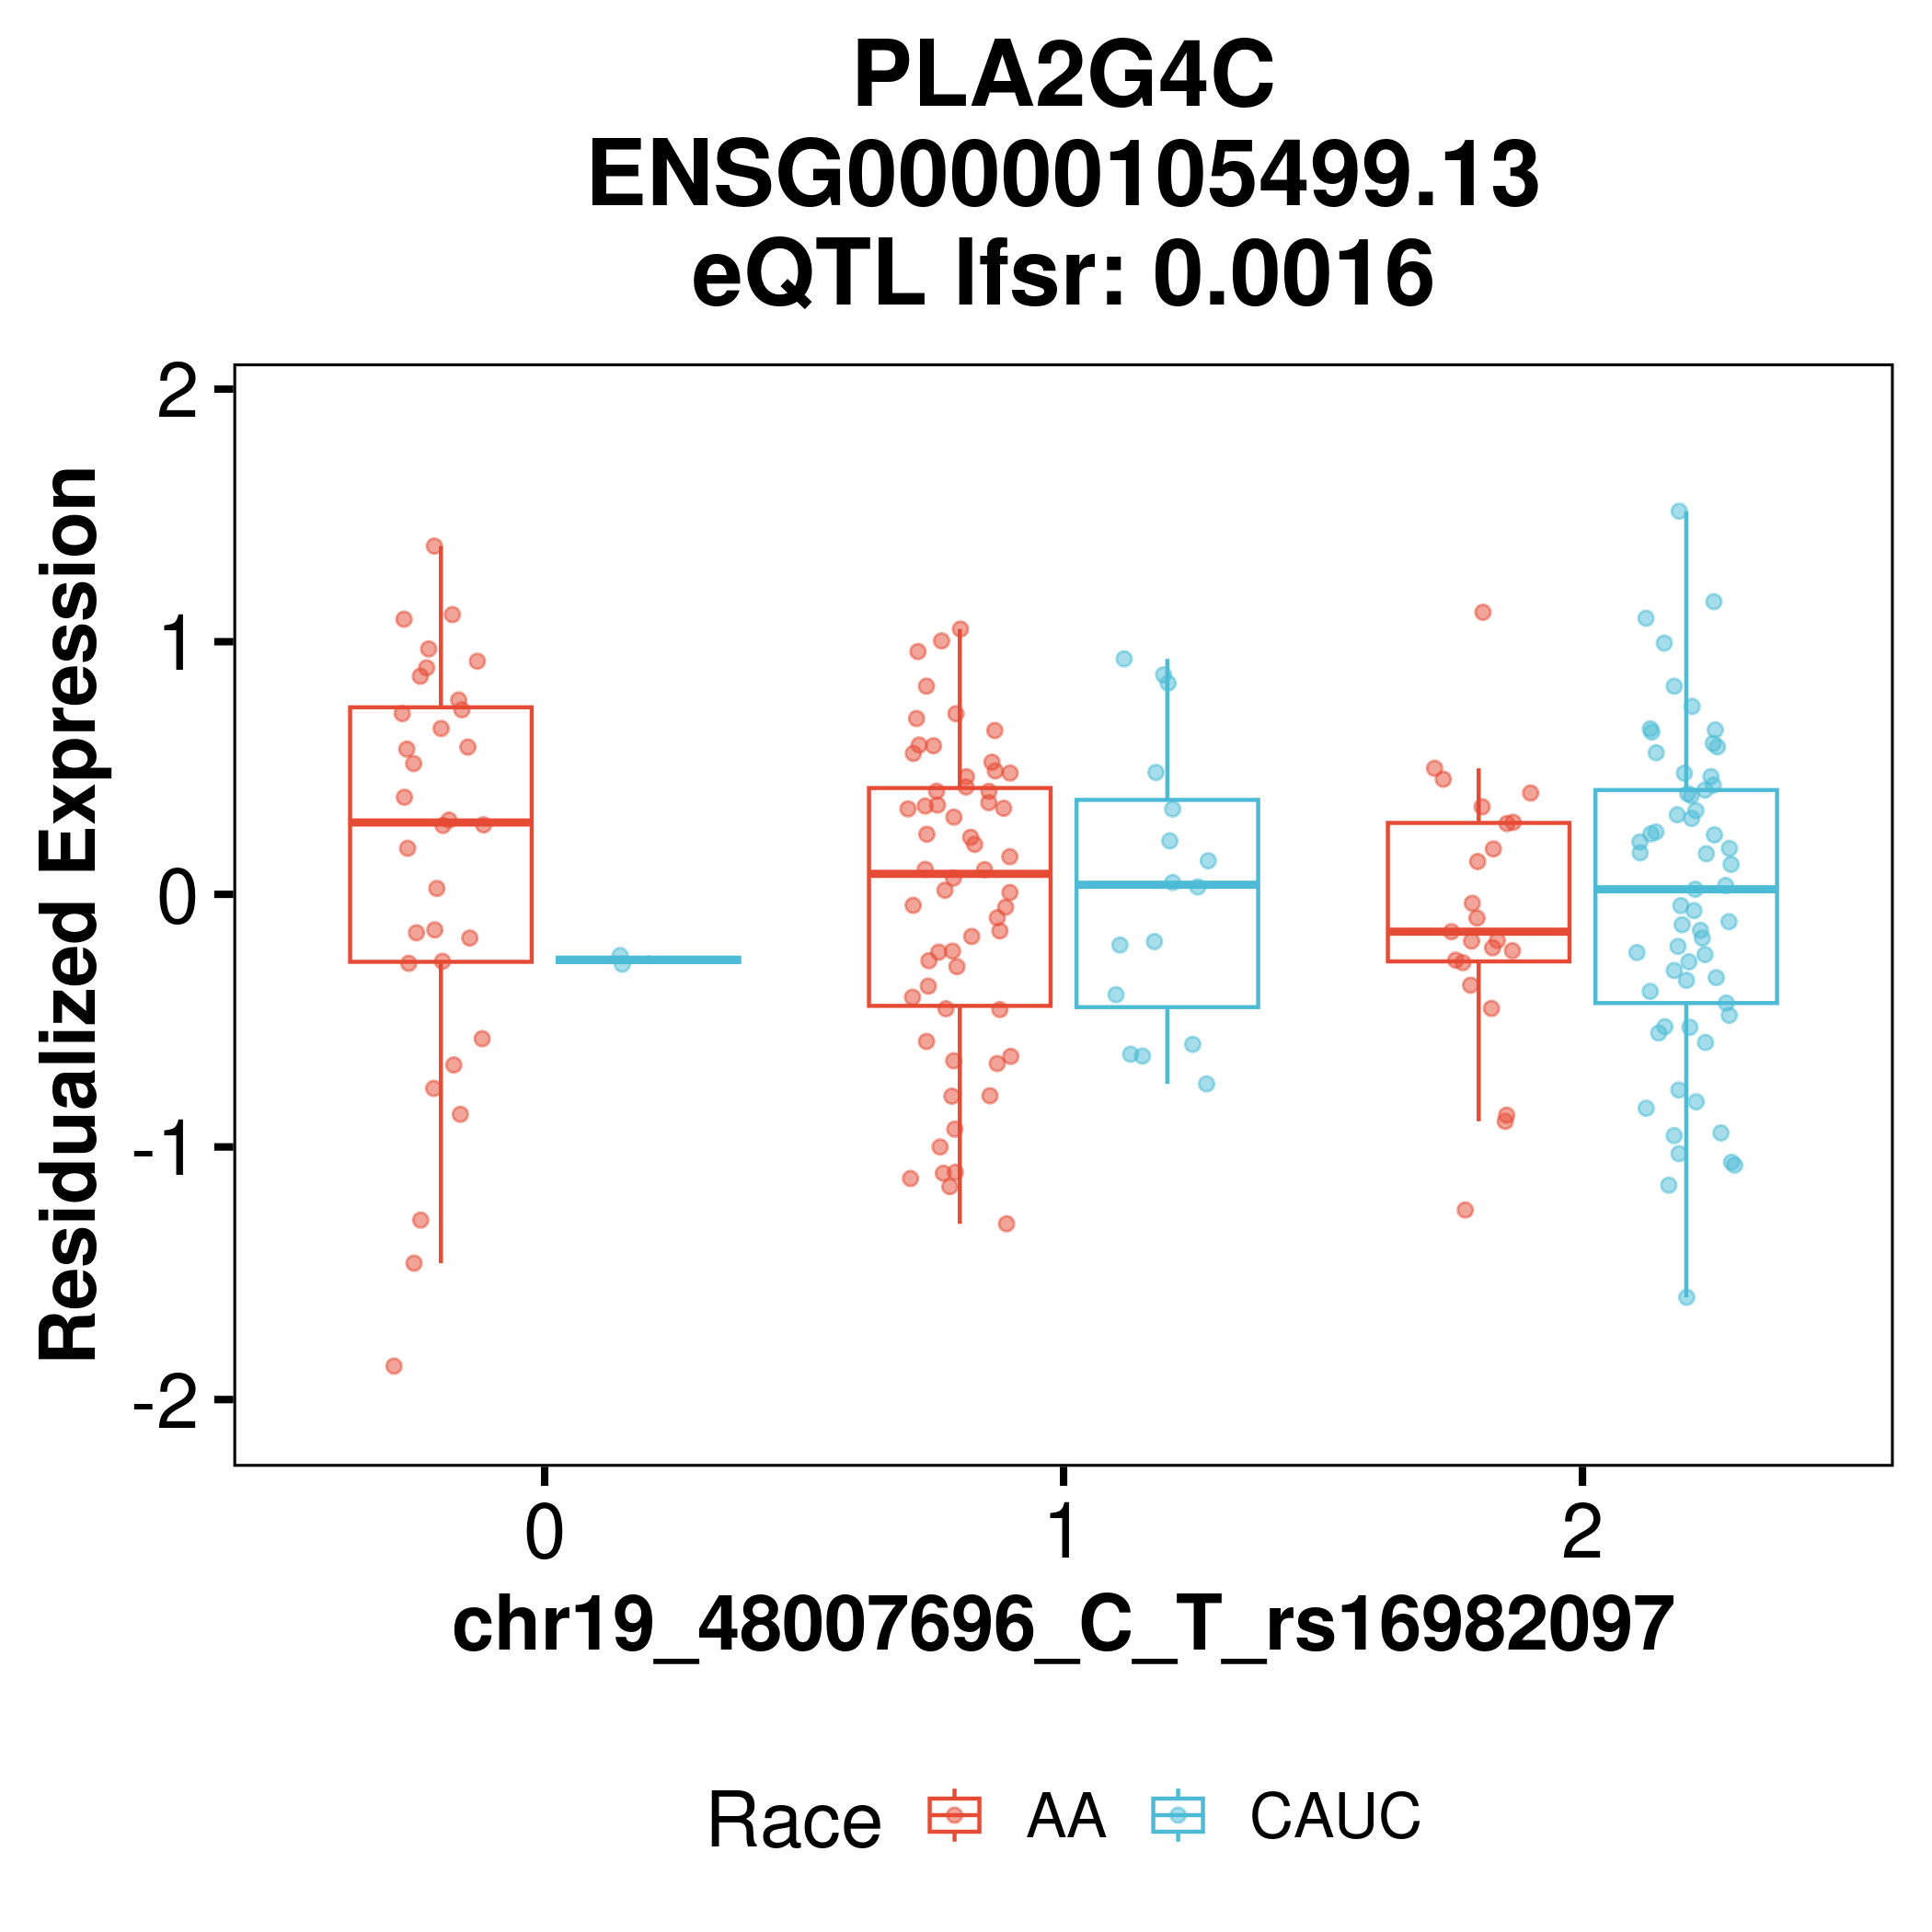 PLA2G4C
ENSG00000105499.13
eQTL lfsr: 0.0016
Residualized Expression
2
1
0
-1
-2
0 1 2
chr19_48007696_C_T_rs16982097
Race AA CAUC